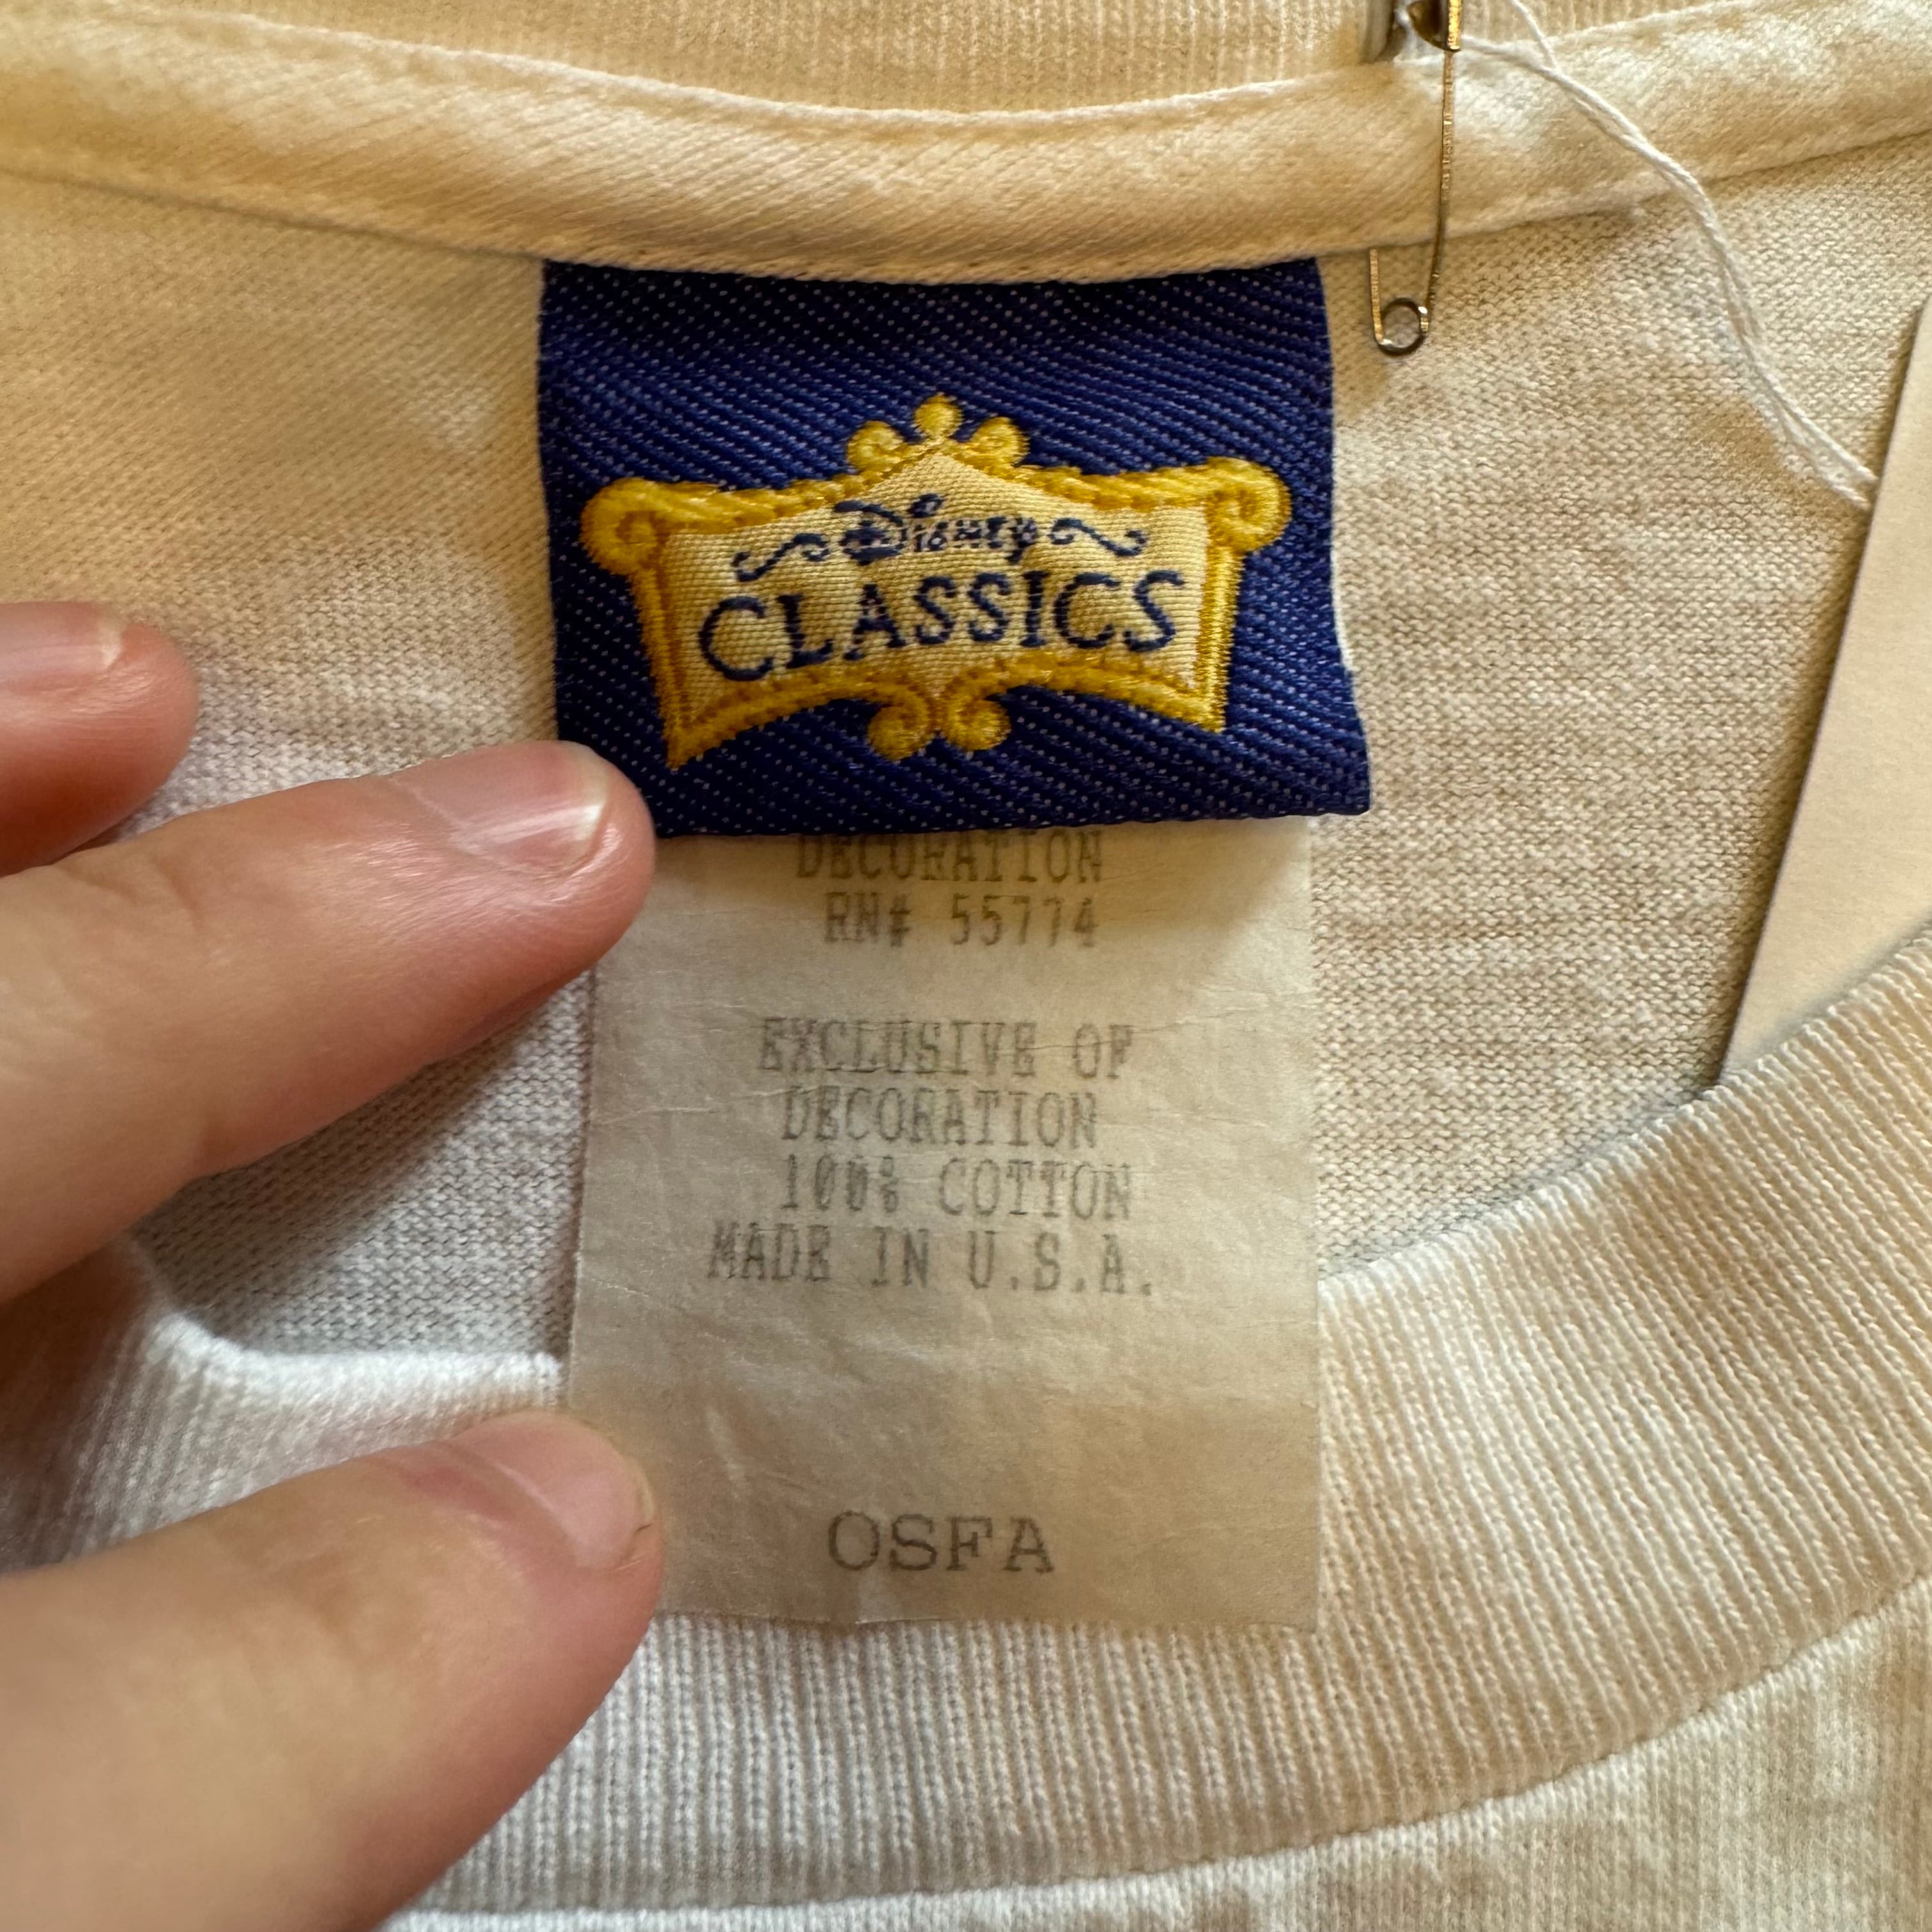 Disney
CLASSICS
DECORATION
RN# 55774
EXCLUSIVE OF
DECORATION
100% COTTON
MADE IN U.S.A.
OSFA